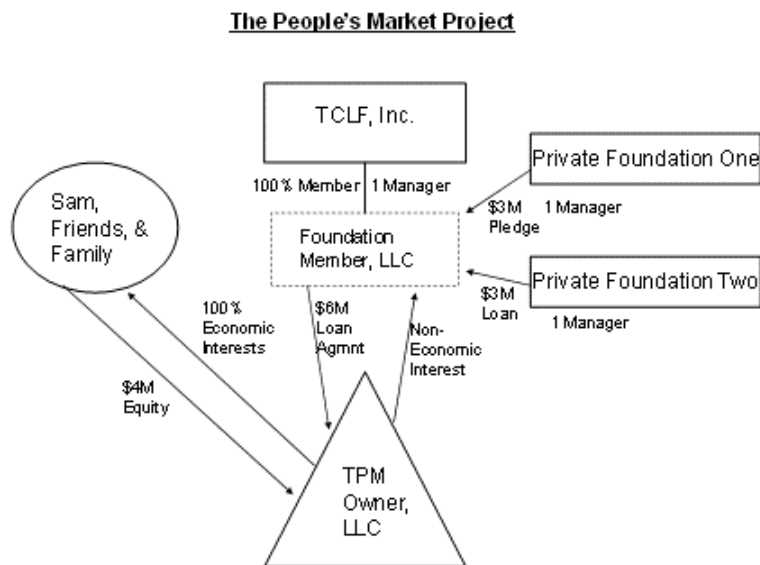 The People's Market Project
TCLF, Inc.
Private Foundation One
100% Member
1 Manager
$3M
Pledge
1 Manager
Sam,
Friends, &
Family
Foundation
Member, LLC
Private Foundation Two
$3M
Loan
1 Manager
100%
Economic
Interests
$6M
Loan
Agmnt
Non-
Economic
Interest
$4M
Equity
TPM
Owner,
LLC